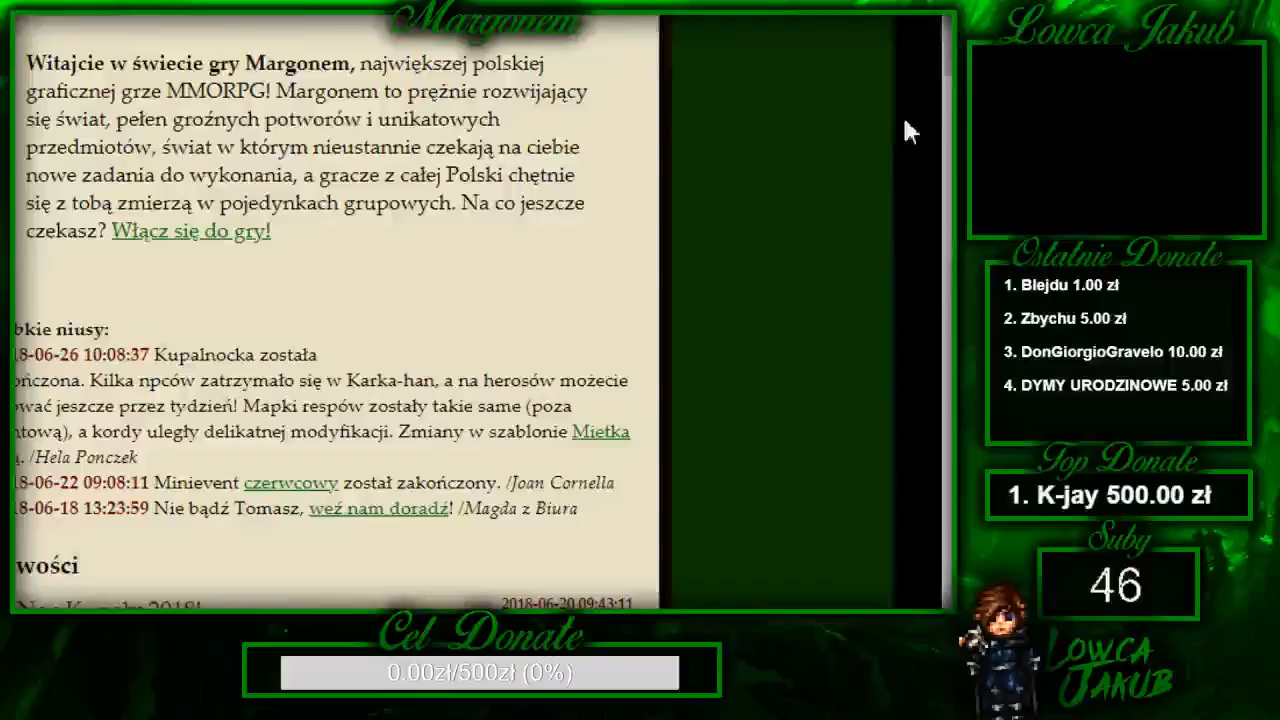 Margonem
Witajcie w świecie gry Margonem, największej polskiej
graficznej grze MMORPG! Margonem to prężnie rozwijający
się świat, pełen groźnych potworów i unikatowych
przedmiotów, świat w którym nieustannie czekają na ciebie
nowe zadania do wykonania, a gracze z całej Polski chętnie
się z tobą zmierzą w pojedynkach grupowych. Na co jeszcze
czekasz? Włącz się do gry!
bkie niusy:
8-06-26 10:08:37 Kupalnocka została
ończona. Kilka npców zatrzymało się w Karka-han, a na herosów możecie
ować jeszcze przez tydzień! Mapki respów zostały takie same (poza
ntową), a kordy uległy delikatnej modyfikacji. Zmiany w szablonie Mietka
/Hela Ponczek
8-06-22 09:08:11 Minievent czerwcowy został zakończony. /Joan Cornella
8-06-18 13:23:59 Nie bądź Tomasz, weź nam doradź! /Magda z Biura
wości
2018-06-20 09:43:11
Cel Donate
0.00zł/500zł (0%)
Lowca Jakub
Ostatnie Donate
1. Blejdu 1.00 zł
2. Zbychu 5.00 zł
3. DonGiorgioGravelo 10.00 zł
4. DYMY URODZINOWE 5.00 zł
Top Donate
1. K-jay 500.00 zł
Suby
46
Lowca
Jakub